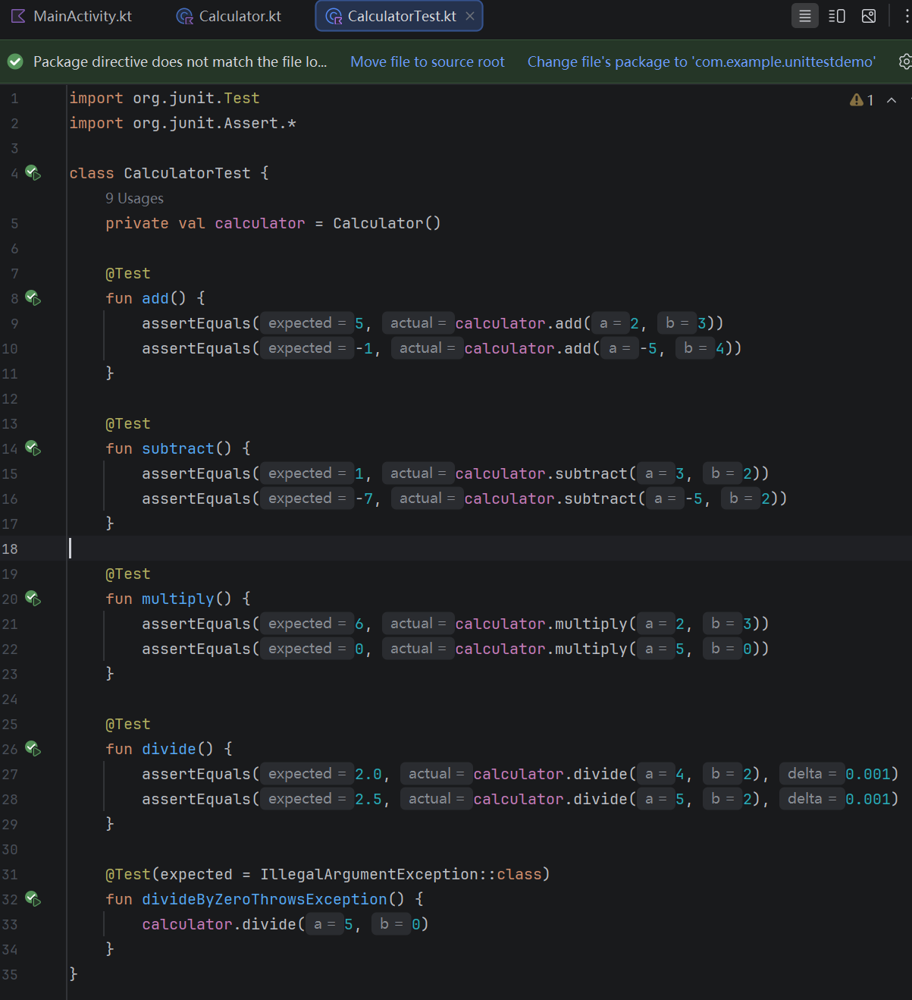 MainActivity.kt Calculator.kt CalculatorTest.kt
Package directive does not match the file lo... Move file to source root Change file's package to 'com.example.unittestdemo'
1 import org.junit.Test 1
2 import org.junit.Assert.*
3
4 class CalculatorTest {
9 Usages
5 private val calculator = Calculator()
6
7 @Test
8 fun add() {
9 assertEquals( expected = 5, actual = calculator.add( a = 2, b = 3))
10 assertEquals( expected = -1, actual = calculator.add( a = -5, b = 4))
11 }
12
13 @Test
14 fun subtract() {
15 assertEquals( expected = 1, actual = calculator.subtract( a = 3, b = 2))
16 assertEquals( expected = -7, actual = calculator.subtract( a = -5, b = 2))
17 }
18
19 @Test
20 fun multiply() {
21 assertEquals( expected = 6, actual = calculator.multiply( a = 2, b = 3))
22 assertEquals( expected = 0, actual = calculator.multiply( a = 5, b = 0))
23 }
24
25 @Test
26 fun divide() {
27 assertEquals( expected = 2.0, actual = calculator.divide( a = 4, b = 2), delta = 0.001)
28 assertEquals( expected = 2.5, actual = calculator.divide( a = 5, b = 2), delta = 0.001)
29 }
30
31 @Test(expected = IllegalArgumentException::class)
32 fun divideByZeroThrowsException() {
33 calculator.divide( a = 5, b = 0)
34 }
35 }